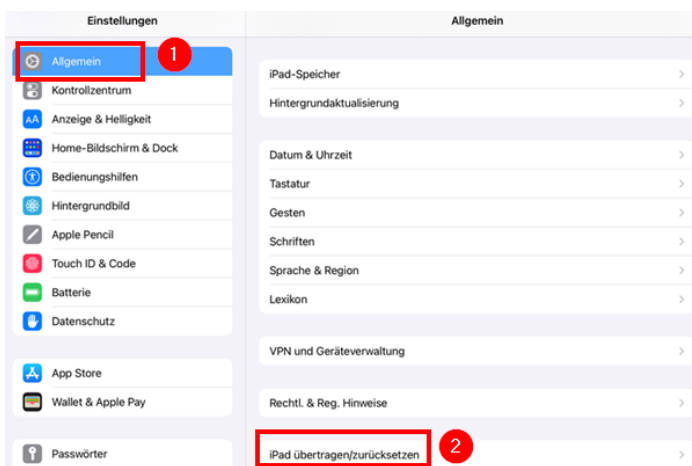 Einstellungen
Allgemein
Allgemein
1
Kontrollzentrum
AA Anzeige & Helligkeit
Home-Bildschirm & Dock
Bedienungshilfen
Hintergrundbild
Apple Pencil
Touch ID & Code
Batterie
Datenschutz
App Store
Wallet & Apple Pay
Passwörter
iPad-Speicher
Hintergrundaktualisierung
Datum & Uhrzeit
Tastatur
Gesten
Schriften
Sprache & Region
Lexikon
VPN und Geräteverwaltung
Rechtl. & Reg. Hinweise
iPad übertragen/zurücksetzen
2